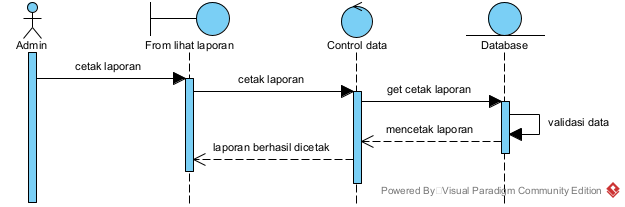 Admin
From lihat laporan
Control data
Database
cetak laporan
cetak laporan
get cetak laporan
validasi data
mencetak laporan
laporan berhasil dicetak
Powered By Visual Paradigm Community Edition